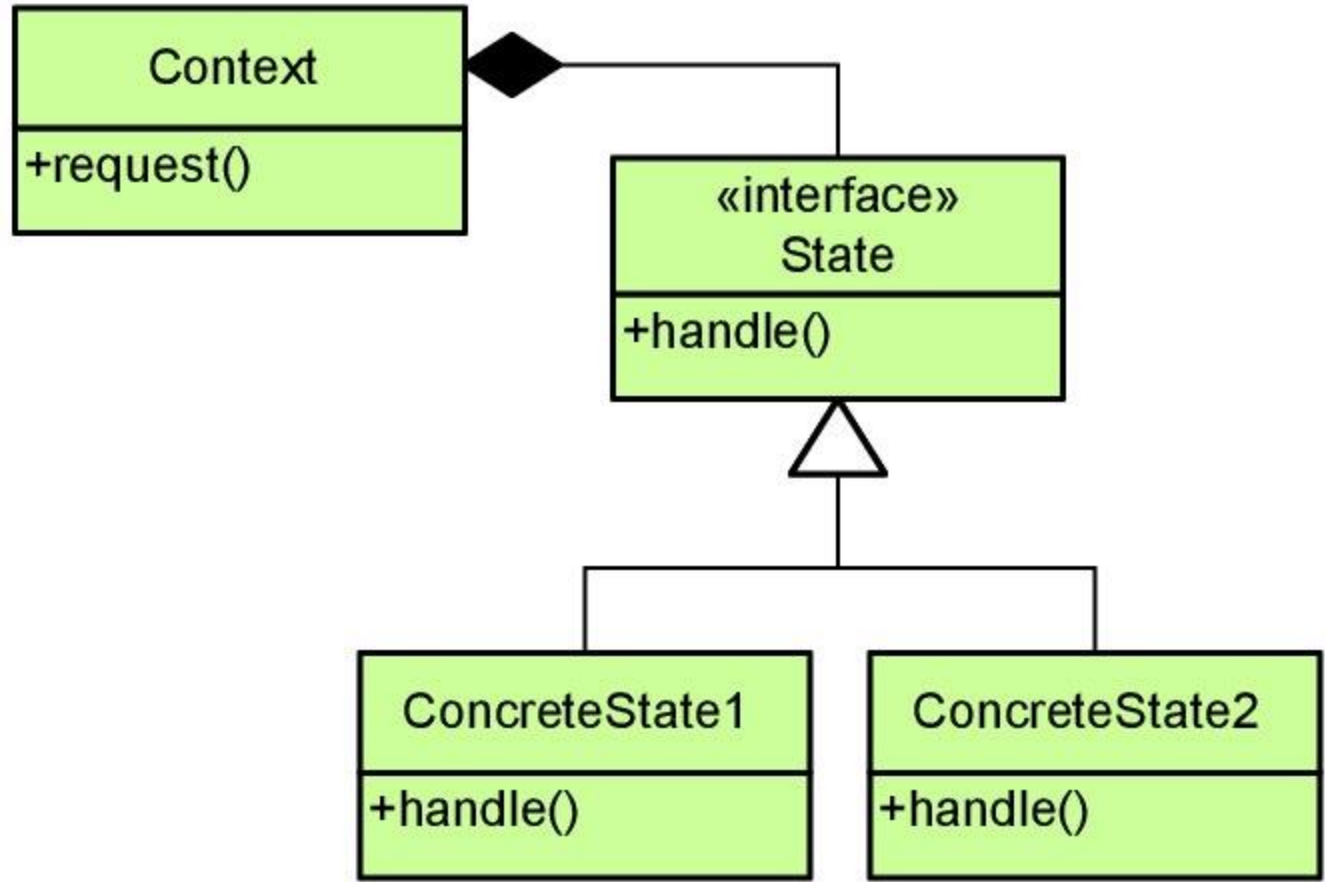 Context
+request()
«interface»
State
+handle()
ConcreteState1
+handle()
ConcreteState2
+handle()